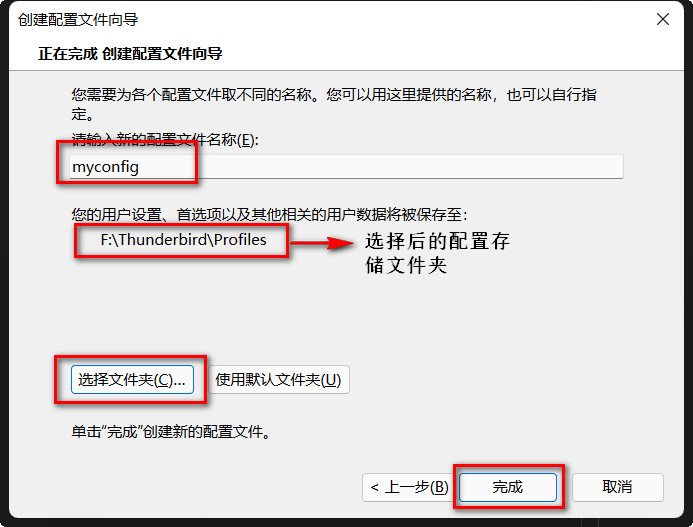 创建配置文件向导
正在完成 创建配置文件向导
您需要为各个配置文件取不同的名称。您可以用这里提供的名称，也可以自行指
定。
请输入新的配置文件名称(E):
myconfig
您的用户设置、首选项以及其他相关的用户数据将被保存至：
F:\Thunderbird\Profiles
选择后的配置存
储文件夹
选择文件夹(C)... 使用默认文件夹(U)
单击“完成”创建新的配置文件。
< 上一步(B) 完成 取消